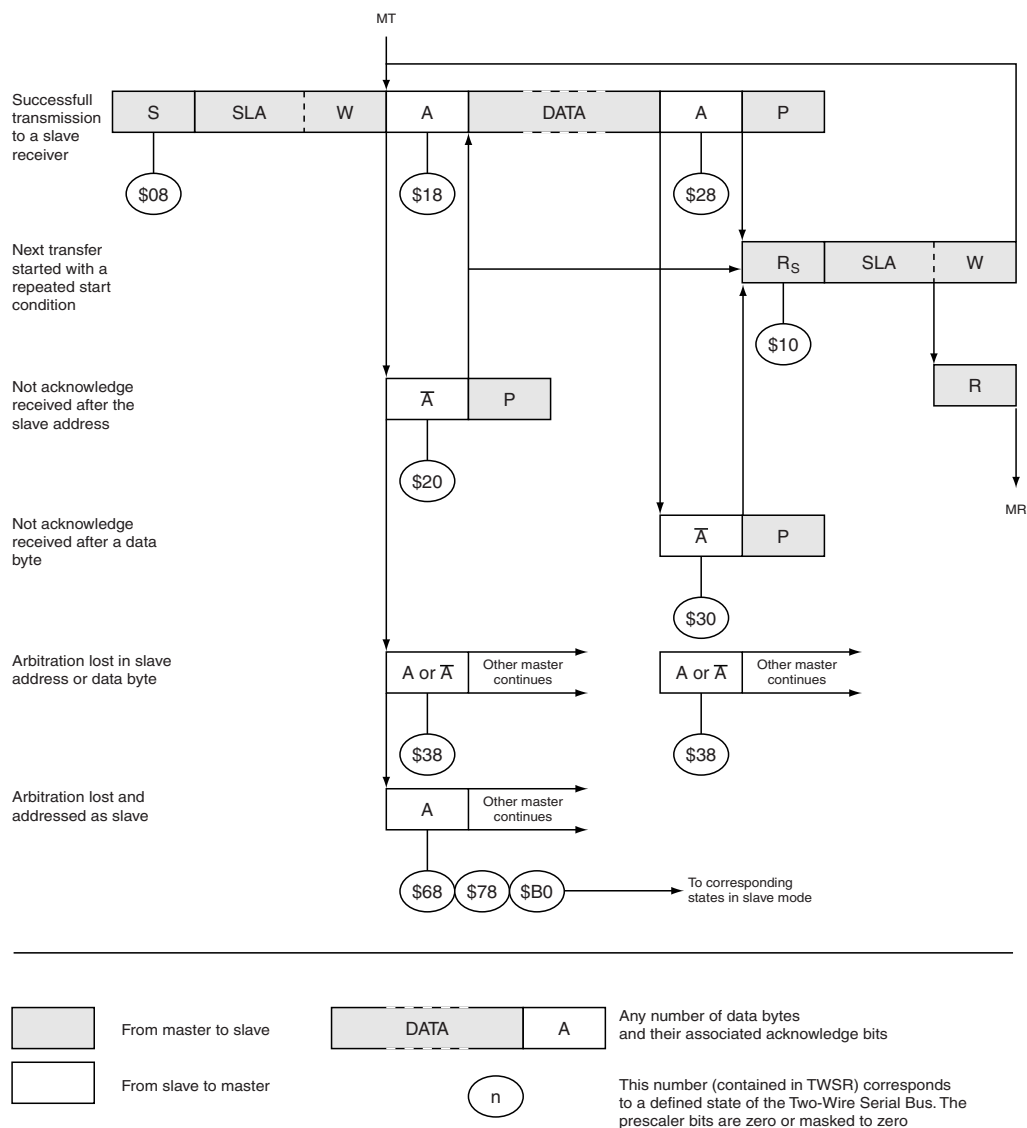 MT
Successfull
transmission
to a slave
receiver
S SLA W A DATA A P
$08 $18 $28
Next transfer
started with a
repeated start
condition
RS SLA W
$10
Not acknowledge
received after the
slave address
A̅ P
R
$20
MR
Not acknowledge
received after a data
byte
A̅ P
$30
Arbitration lost in slave
address or data byte
A or A̅ Other master
continues
A or A̅ Other master
continues
$38 $38
Arbitration lost and
addressed as slave
A Other master
continues
$68 $78 $B0
To corresponding
states in slave mode
From master to slave
DATA A
Any number of data bytes
and their associated acknowledge bits
From slave to master
n
This number (contained in TWSR) corresponds
to a defined state of the Two-Wire Serial Bus. The
prescaler bits are zero or masked to zero